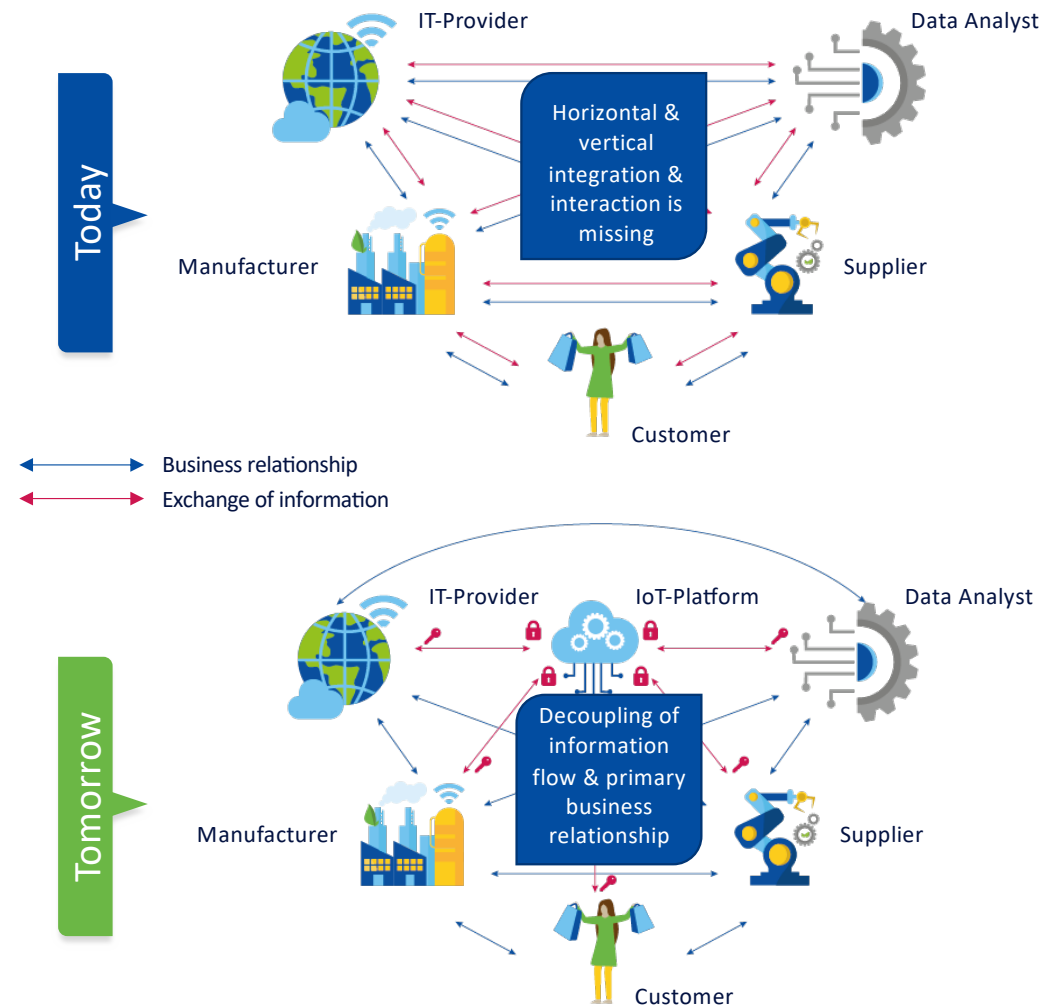 IT-Provider
Data Analyst
Today
Horizontal &
vertical
integration &
interaction is
missing
Manufacturer
Supplier
Customer
Business relationship
Exchange of information
IT-Provider
IoT-Platform
Data Analyst
Tomorrow
Decoupling of
information
flow & primary
business
relationship
Manufacturer
Supplier
Customer